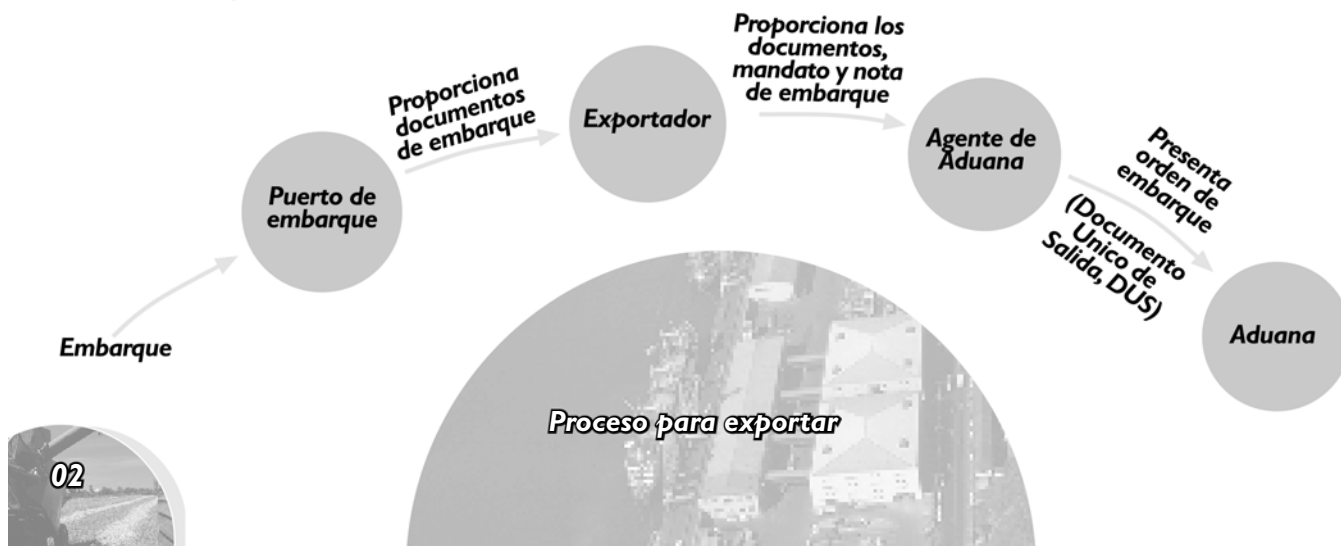 Embarque
Puerto de
embarque
Proporciona
documentos
de embarque
Exportador
Proporciona los
documentos,
mandato y nota
de embarque
Agente de
Aduana
Presenta
orden de
embarque
(Documento
Unico de
Salida, DUS)
Aduana
Proceso para exportar
02